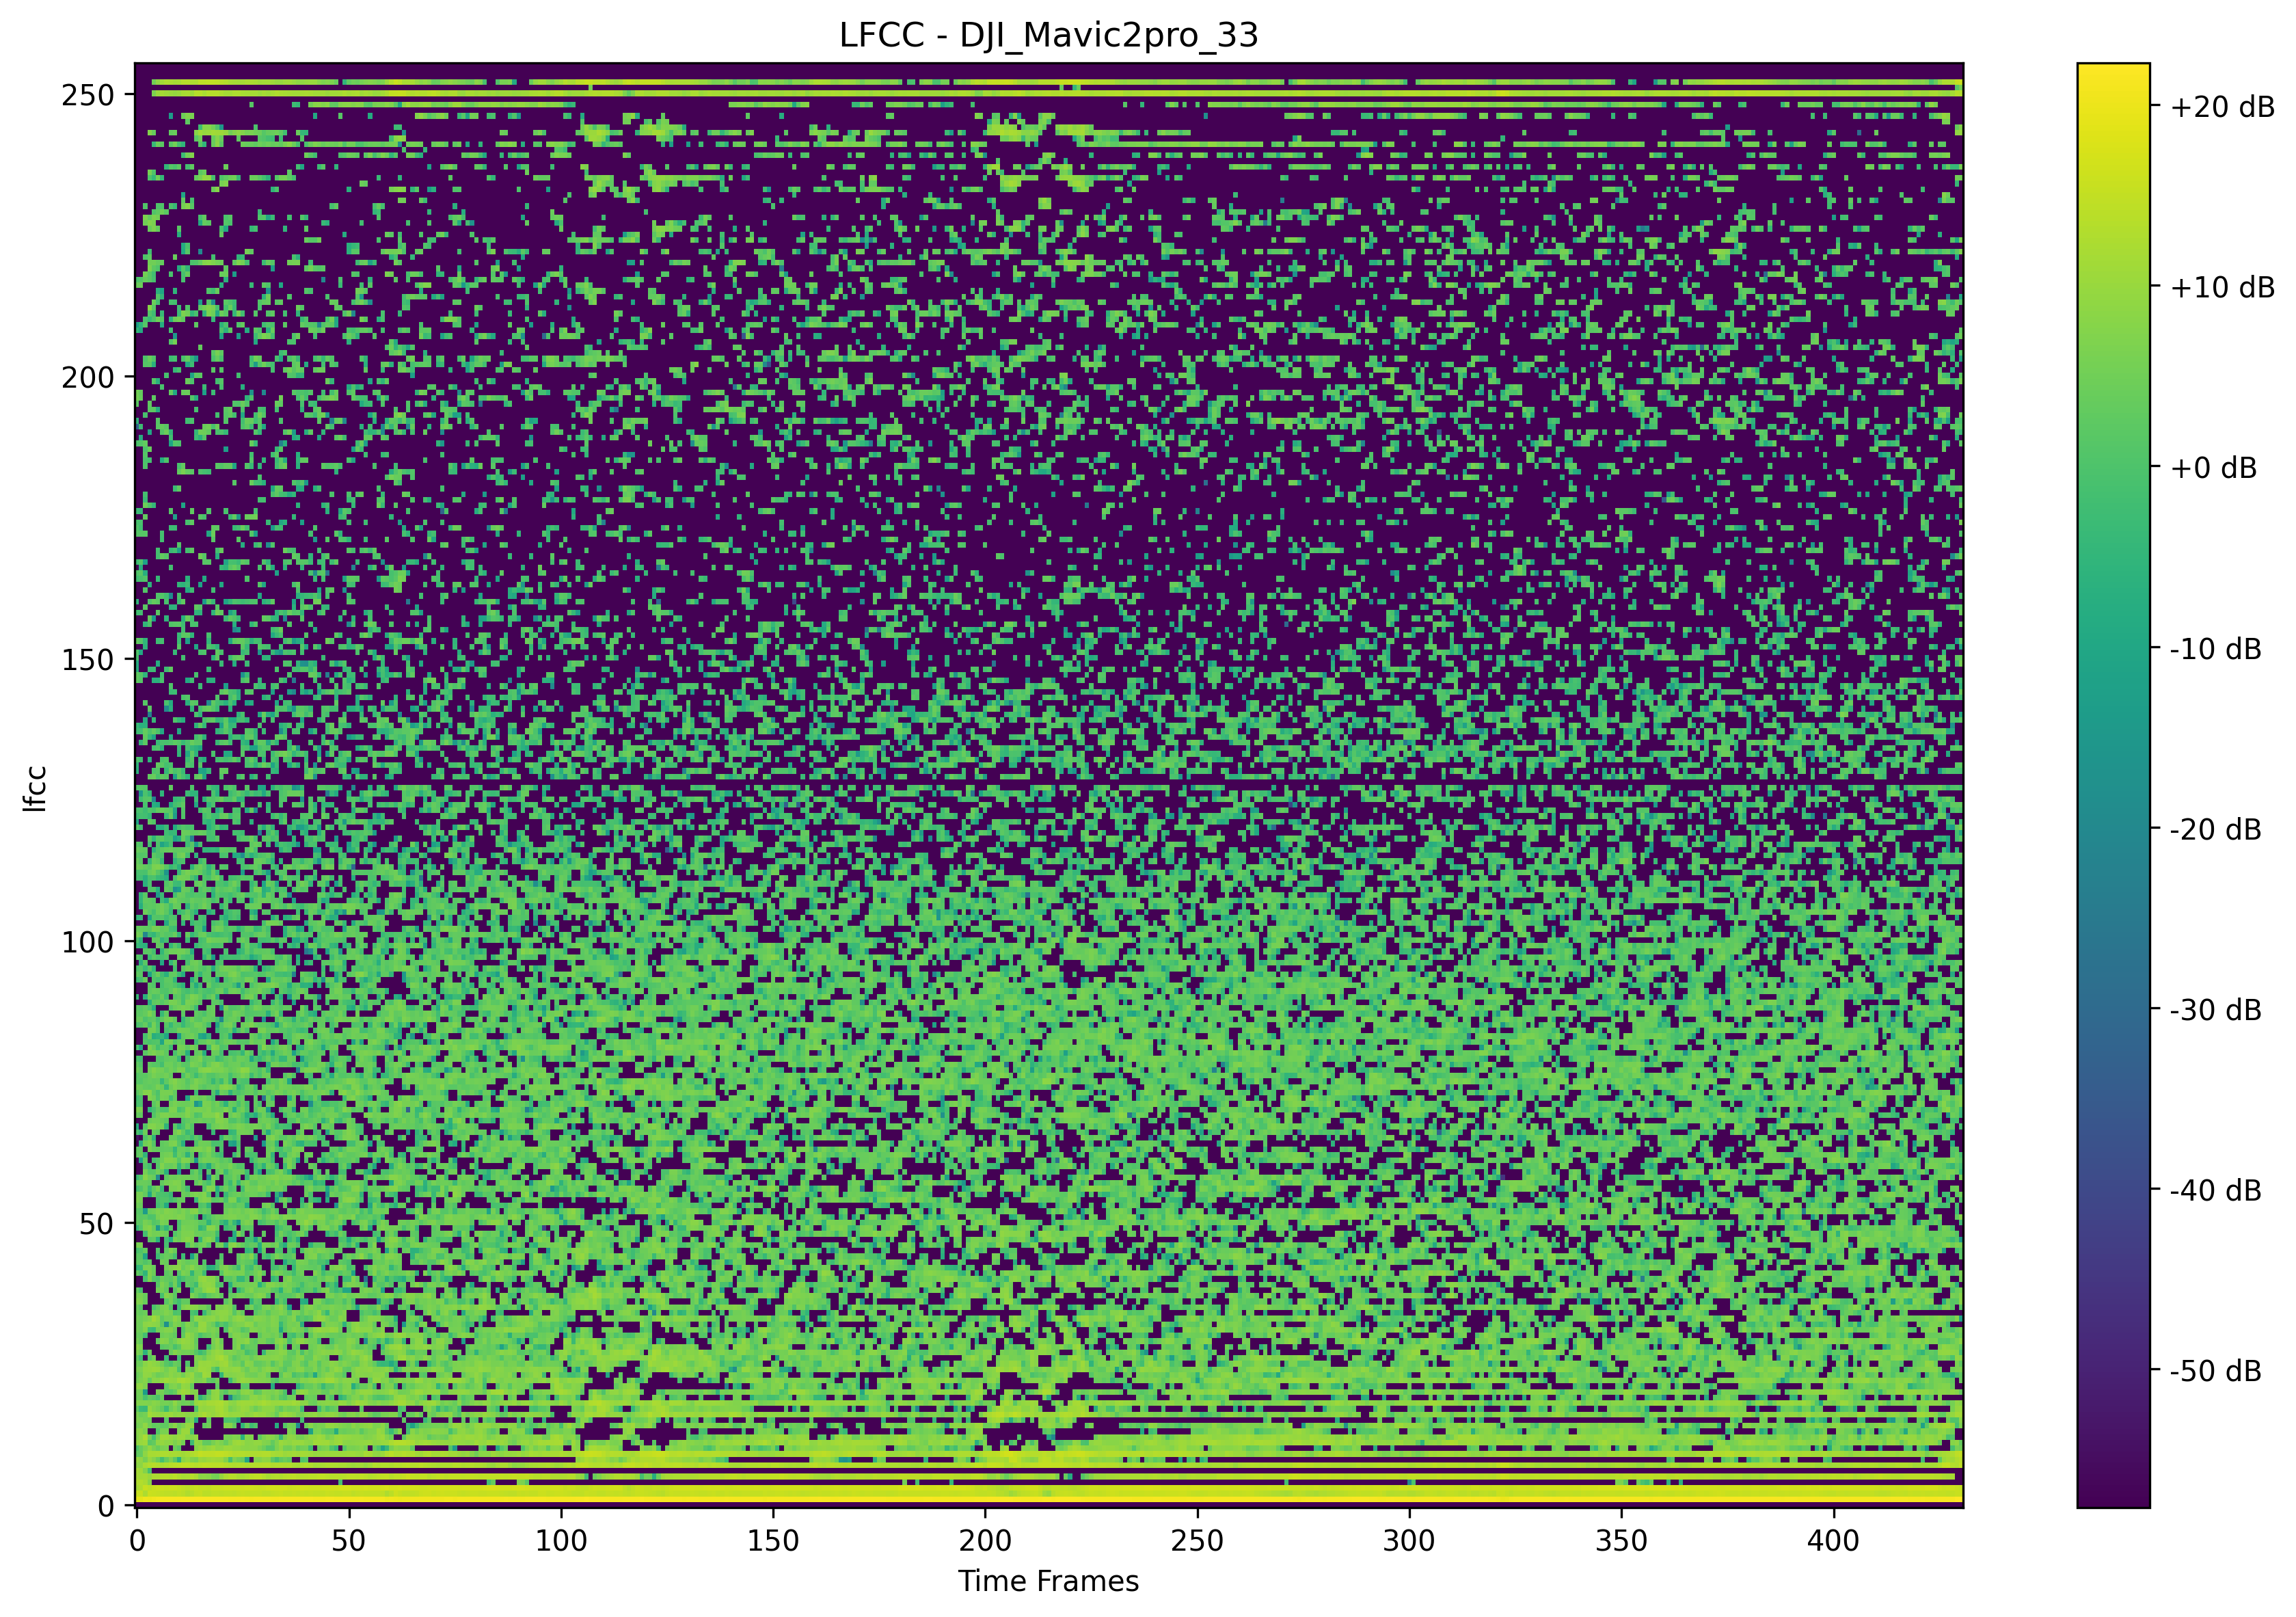 LFCC - DJI_Mavic2pro_33
250
200
150
100
50
0
lfcc
0 50 100 150 200 250 300 350 400
Time Frames
+20 dB
+10 dB
+0 dB
-10 dB
-20 dB
-30 dB
-40 dB
-50 dB